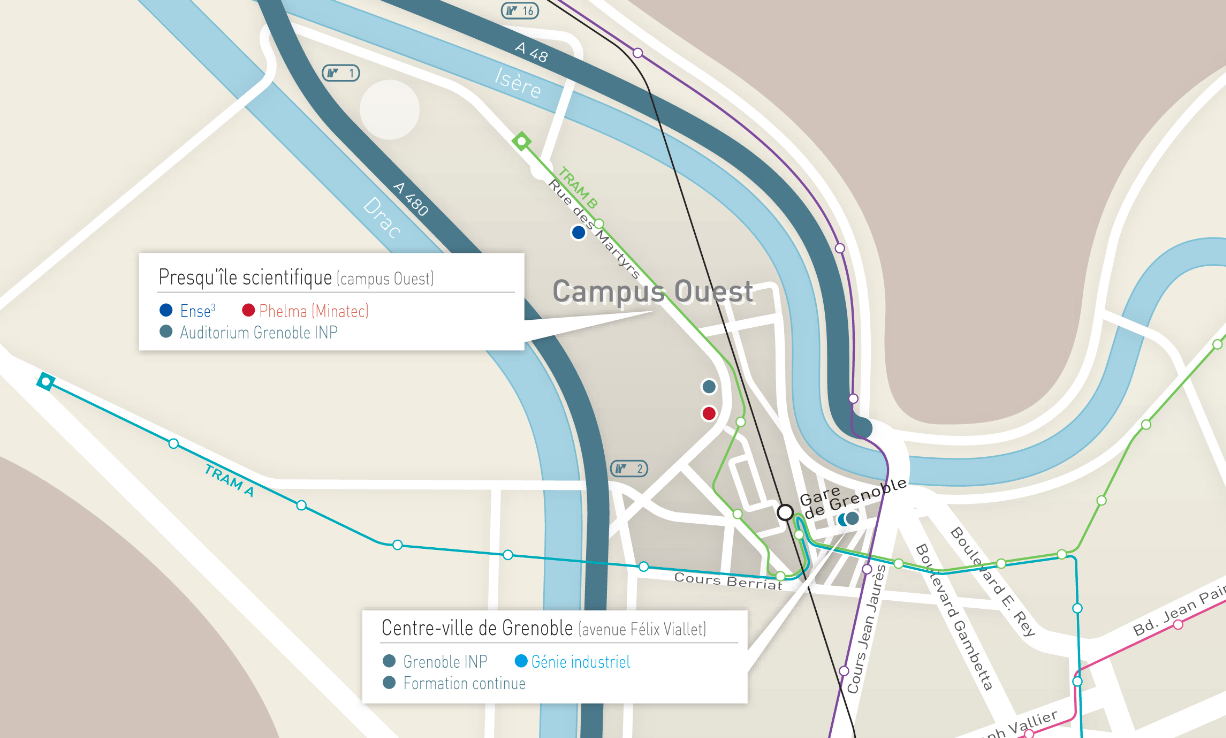 16
A 48
Isère
1
TRAM B
Rue des Martyrs
A 480
Drac
Presqu'île scientifique (campus Ouest)
Ense³ Phelma (Minatec)
Auditorium Grenoble INP
Campus Ouest
TRAM A
2
Gare
de Grenoble
Cours Berriat
Boulevard E. Rey
Boulevard Gambetta
Cours Jean Jaurès
Bd. Jean Pain
Centre-ville de Grenoble (avenue Félix Viallet)
Grenoble INP Génie industriel
Formation continue
ph Vallier